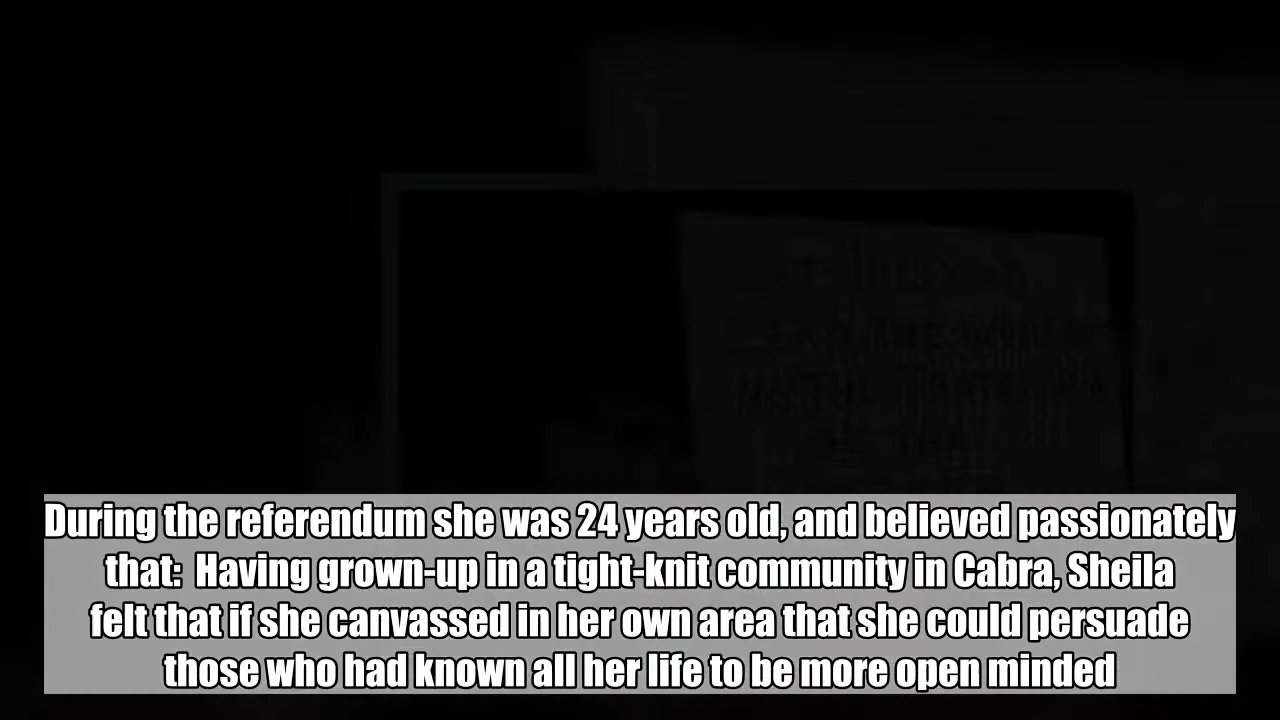 During the referendum she was 24 years old, and believed passionately
that:  Having grown-up in a tight-knit community in Cabra, Sheila
felt that if she canvassed in her own area that she could persuade
those who had known all her life to be more open minded